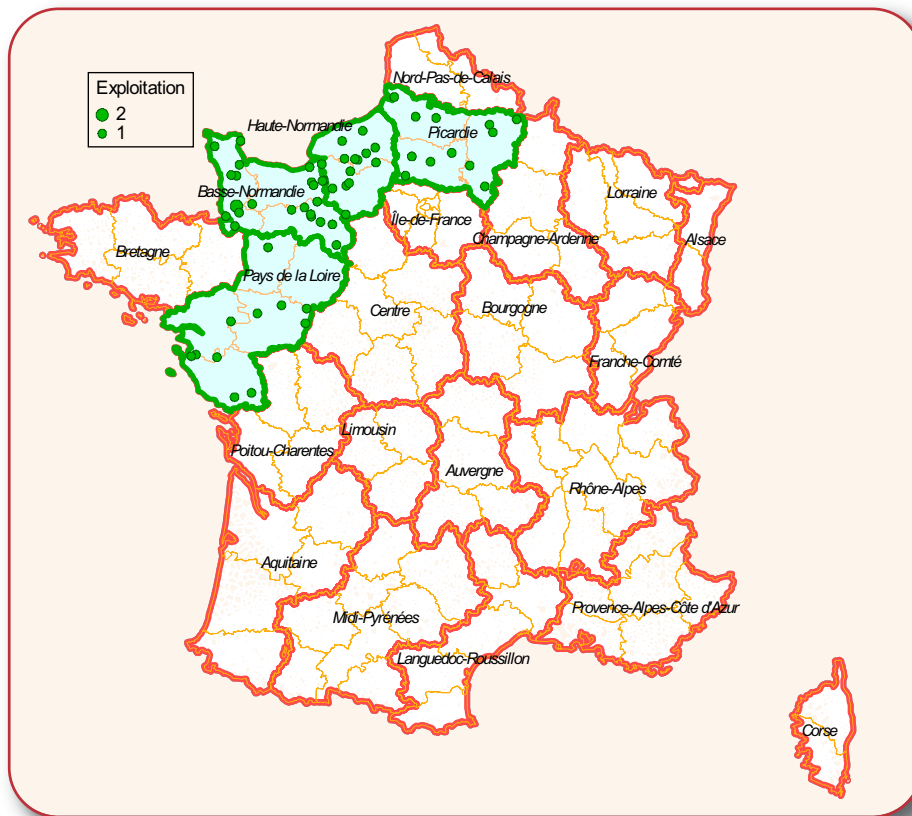 Nord-Pas-de-Calais
Exploitation
2
1
Haute-Normandie
Picardie
Basse-Normandie
Lorraine
Île-de-France
Champagne-Ardenne
Alsace
Bretagne
Pays de la Loire
Centre
Bourgogne
Franche-Comté
Limousin
Poitou-Charentes
Auvergne
Rhône-Alpes
Aquitaine
Provence-Alpes-Côte d'Azur
Midi-Pyrénées
Languedoc-Roussillon
Corse